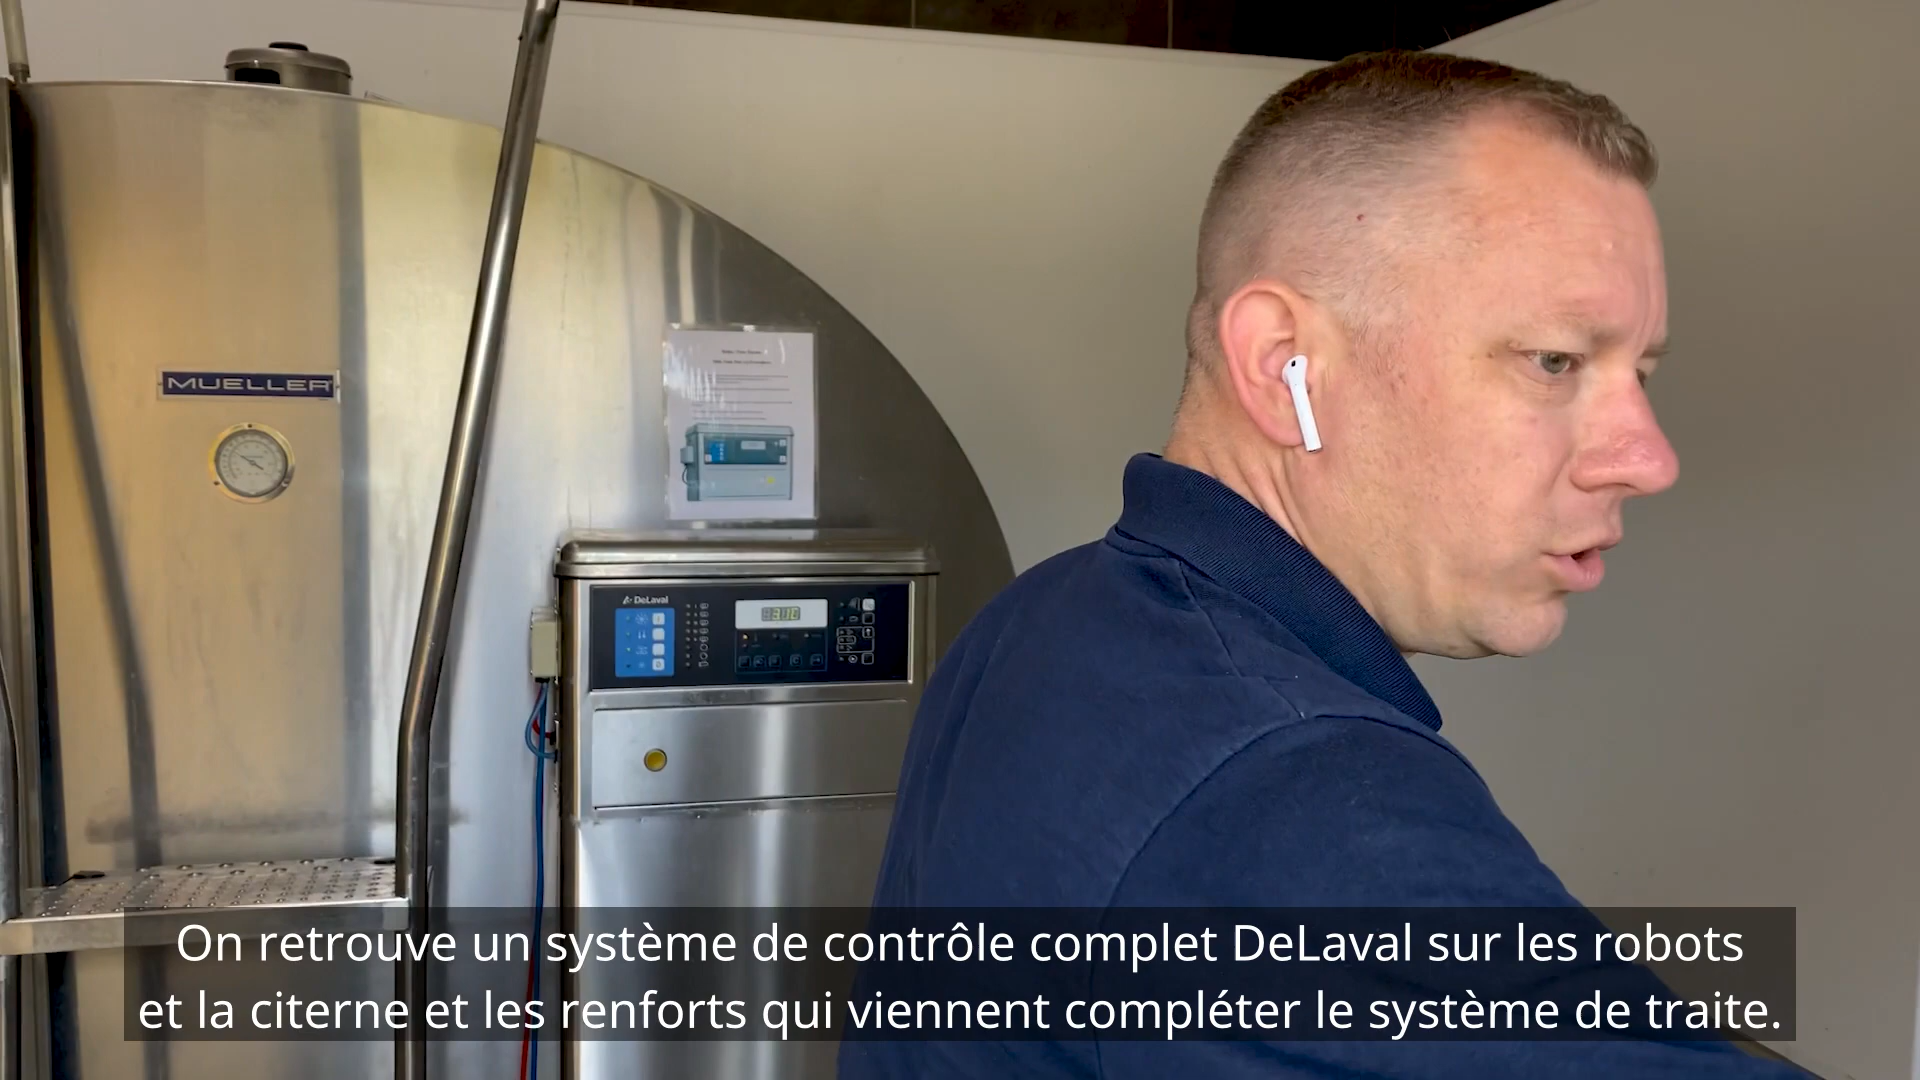 MUELLER
DeLaval
On retrouve un système de contrôle complet DeLaval sur les robots
et la citerne et les renforts qui viennent compléter le système de traite.